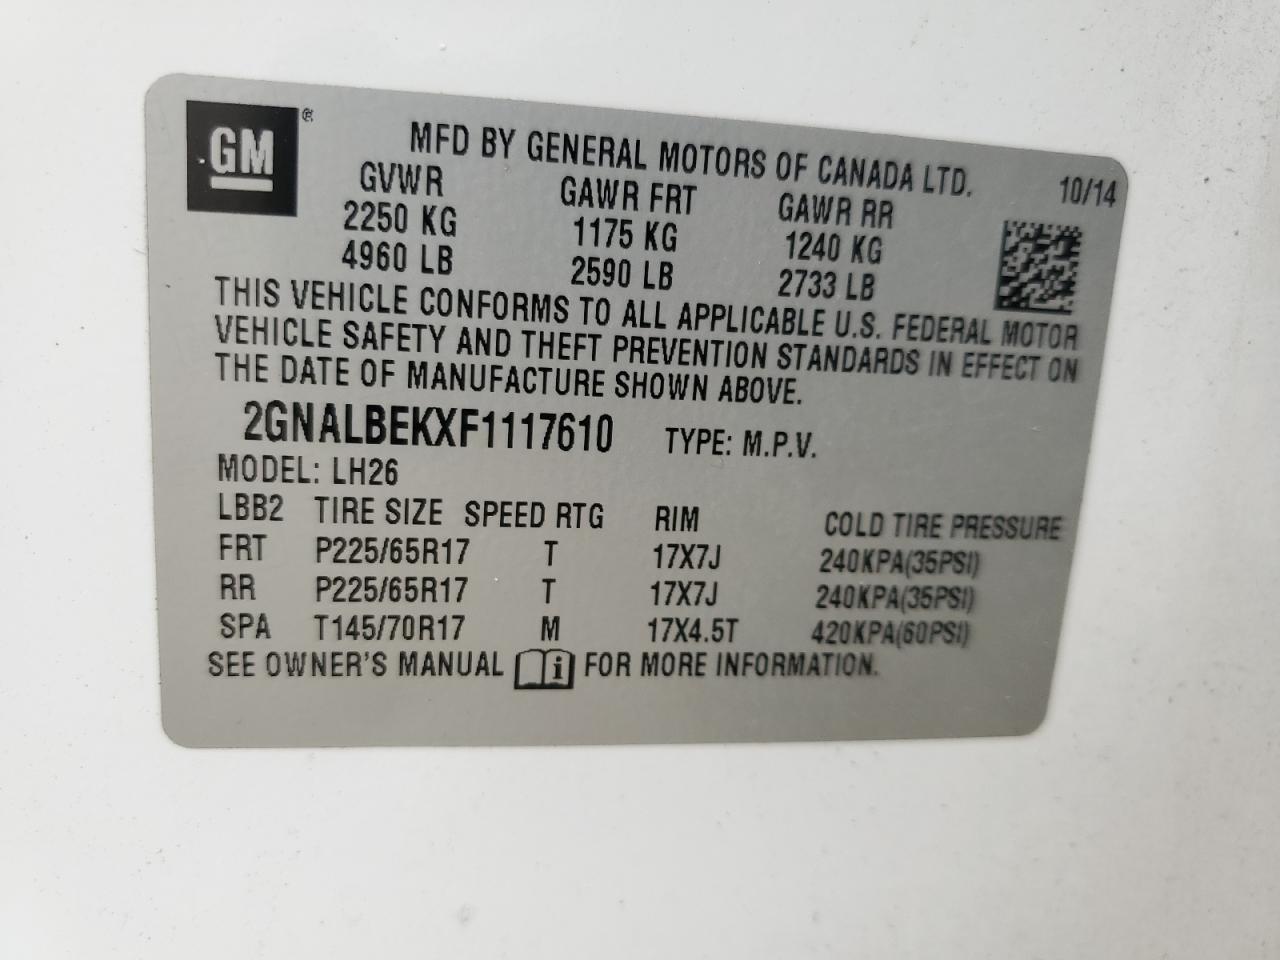 GM ®
MFD BY GENERAL MOTORS OF CANADA LTD. 10/14
GVWR GAWR FRT GAWR RR
2250 KG 1175 KG 1240 KG
4960 LB 2590 LB 2733 LB
THIS VEHICLE CONFORMS TO ALL APPLICABLE U.S. FEDERAL MOTOR
VEHICLE SAFETY AND THEFT PREVENTION STANDARDS IN EFFECT ON
THE DATE OF MANUFACTURE SHOWN ABOVE.
2GNALBEKXF1117610 TYPE: M.P.V.
MODEL: LH26
LBB2 TIRE SIZE SPEED RTG RIM COLD TIRE PRESSURE
FRT P225/65R17 T 17X7J 240KPA(35PSI)
RR P225/65R17 T 17X7J 240KPA(35PSI)
SPA T145/70R17 M 17X4.5T 420KPA(60PSI)
SEE OWNER'S MANUAL i FOR MORE INFORMATION.